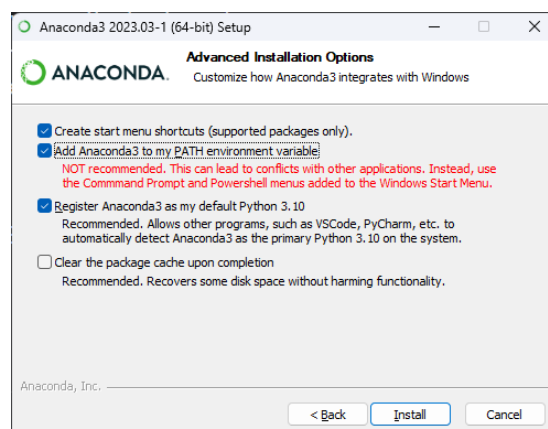 Anaconda3 2023.03-1 (64-bit) Setup
Advanced Installation Options
ANACONDA.
Customize how Anaconda3 integrates with Windows
Create start menu shortcuts (supported packages only).
Add Anaconda3 to my PATH environment variable
NOT recommended. This can lead to conflicts with other applications. Instead, use
the Commmand Prompt and Powershell menus added to the Windows Start Menu.
Register Anaconda3 as my default Python 3.10
Recommended. Allows other programs, such as VSCode, PyCharm, etc. to
automatically detect Anaconda3 as the primary Python 3.10 on the system.
Clear the package cache upon completion
Recommended. Recovers some disk space without harming functionality.
Anaconda, Inc.
< Back
Install
Cancel